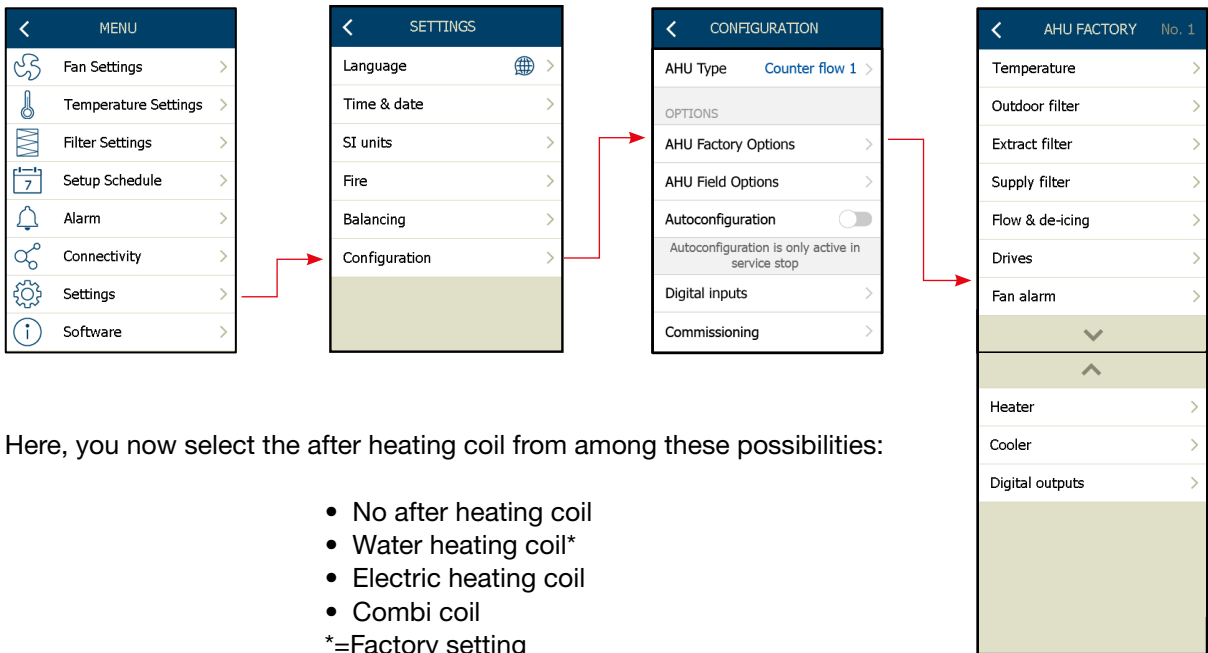 MENU
Fan Settings
Temperature Settings
Filter Settings
7
Setup Schedule
Alarm
Connectivity
Settings
i
Software
SETTINGS
Language
Time & date
SI units
Fire
Balancing
Configuration
CONFIGURATION
AHU Type Counter flow 1
OPTIONS
AHU Factory Options
AHU Field Options
Autoconfiguration
Autoconfiguration is only active in
service stop
Digital inputs
Commissioning
AHU FACTORY No. 1
Temperature
Outdoor filter
Extract filter
Supply filter
Flow & de-icing
Drives
Fan alarm
Heater
Cooler
Digital outputs
Here, you now select the after heating coil from among these possibilities:
• No after heating coil
• Water heating coil*
• Electric heating coil
• Combi coil
*=Factory setting